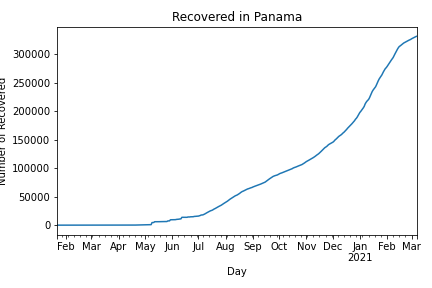 Recovered in Panama
Number of Recovered
300000
250000
200000
150000
100000
50000
0
Feb Mar Apr May Jun Jul Aug Sep Oct Nov Dec Jan Feb Mar
2021
Day